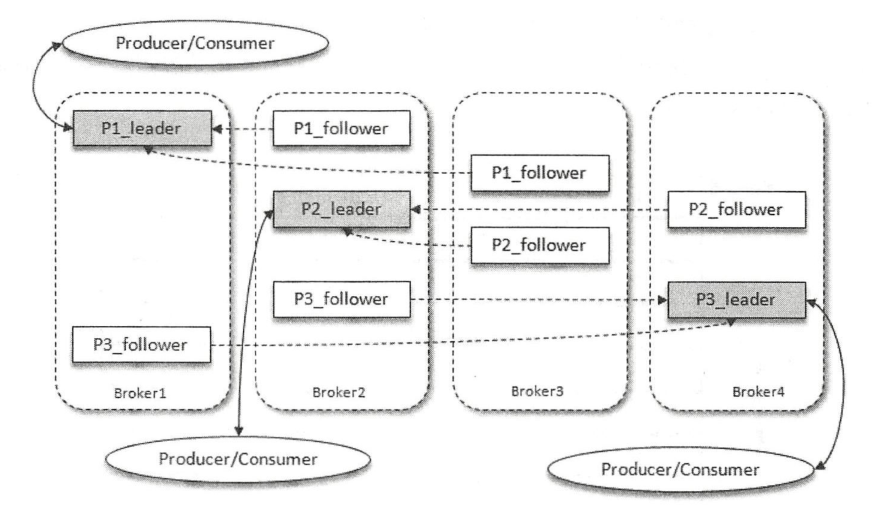 Producer/Consumer
P1_leader
P1_follower
P1_follower
P2_leader
P2_follower
P2_follower
P3_follower
P3_leader
P3_follower
Broker1
Broker2
Broker3
Broker4
Producer/Consumer
Producer/Consumer